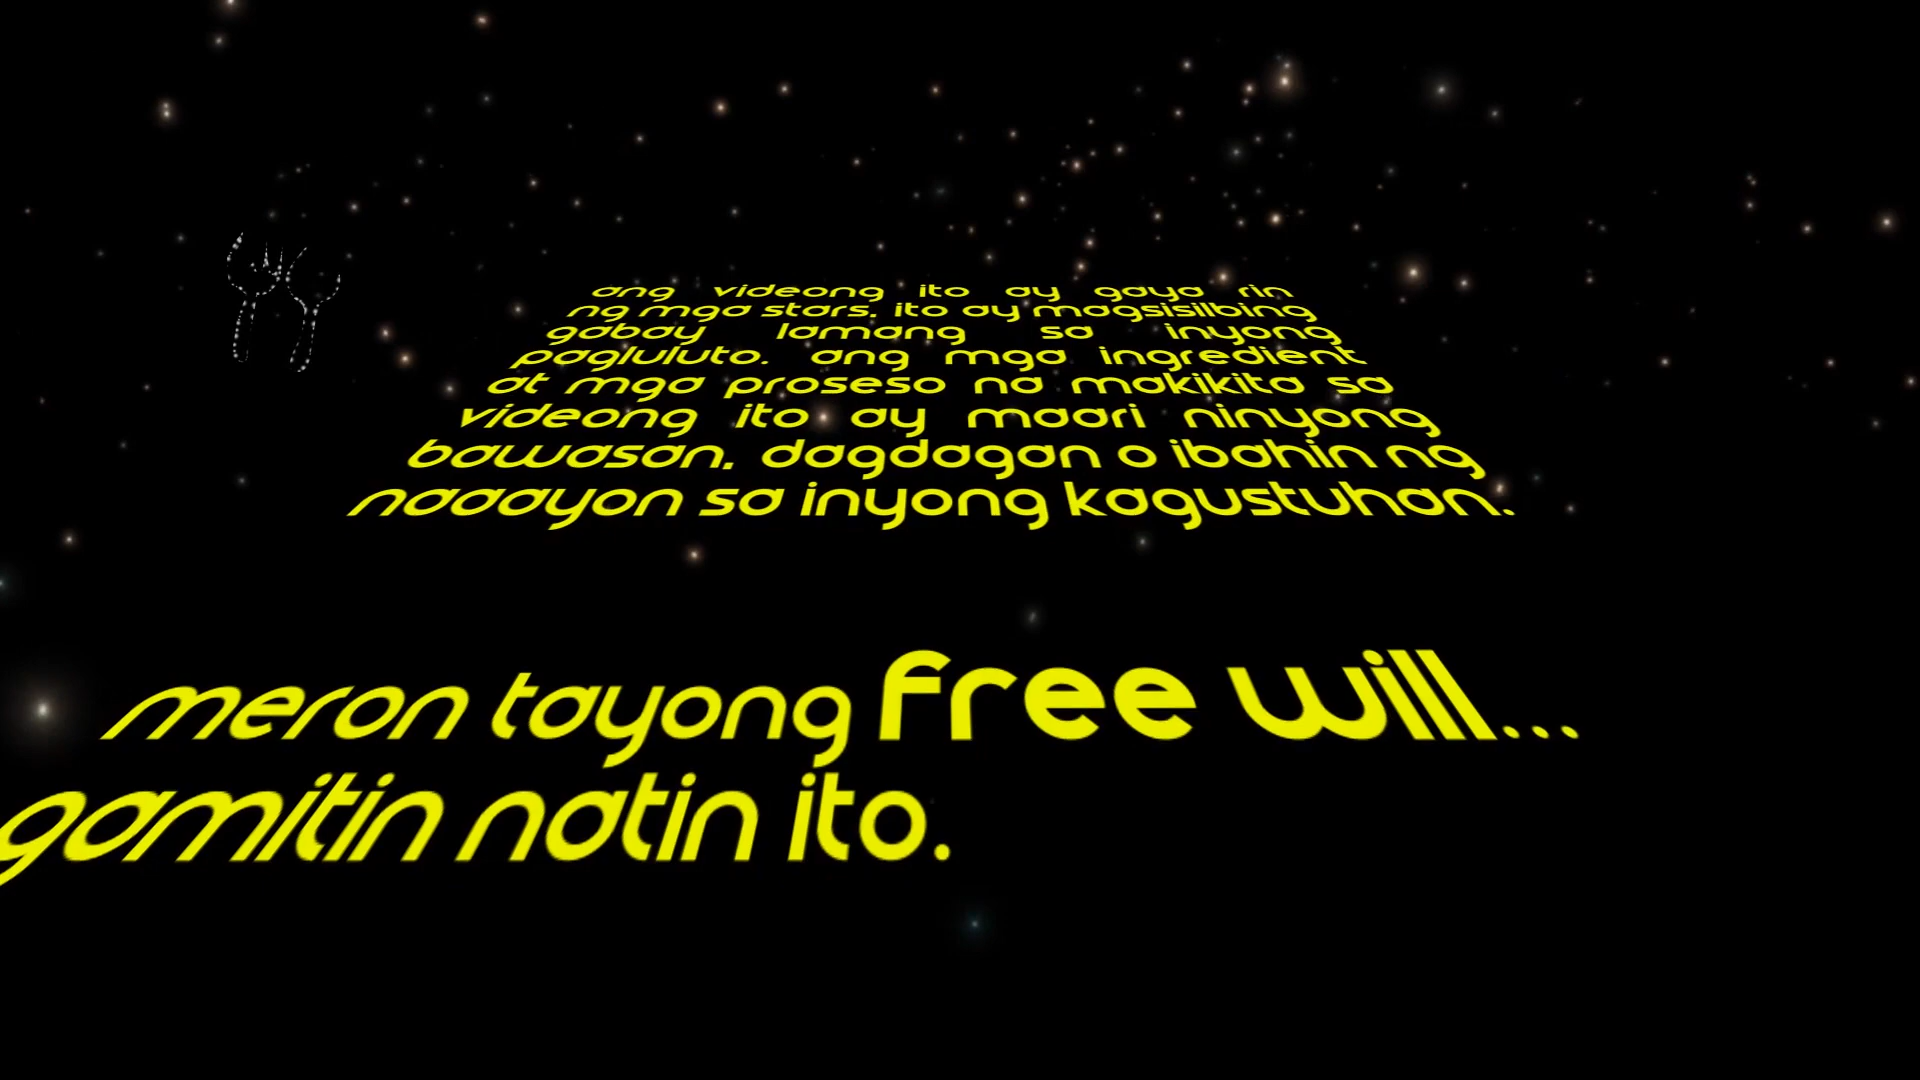 ang videong ito ay gaya rin
ng mga stars. ito ay magsisilbing
gabay lamang sa inyong
pagluluto. ang mga ingredient
at mga proseso na makikita sa
videong ito ay maari ninyong
bawasan, dagdagan o ibahin ng
naaayon sa inyong kagustuhan.
meron tayong free will...
gamitin natin ito.